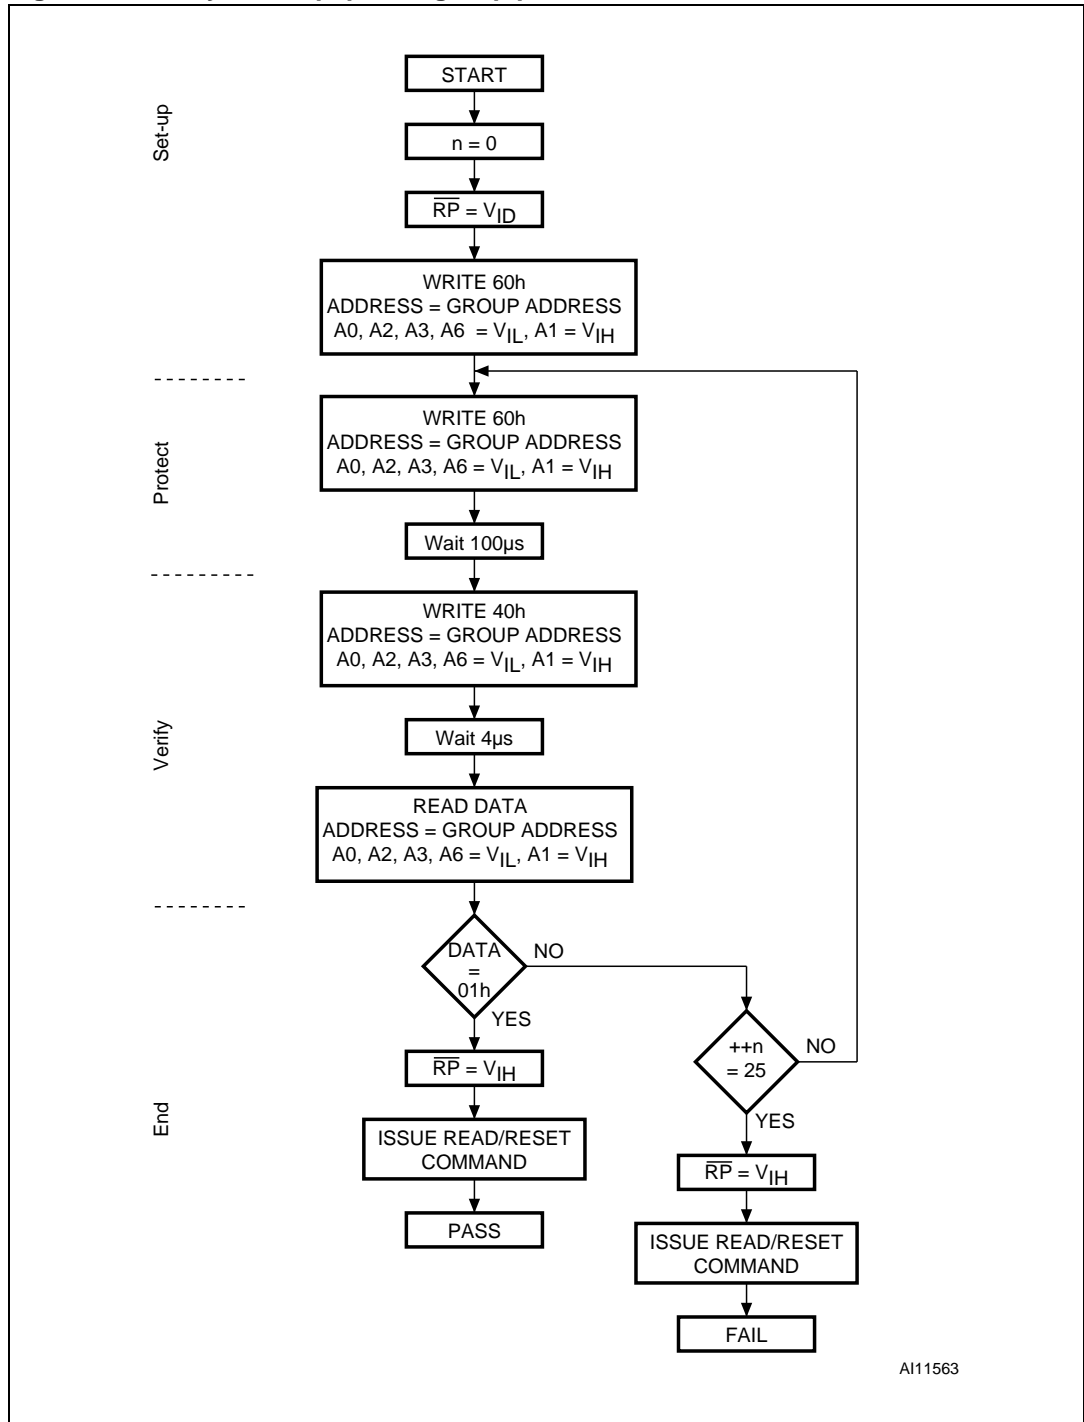 START
Set-up
n = 0
R̅P̅ = VID
WRITE 60h
ADDRESS = GROUP ADDRESS
A0, A2, A3, A6 = VIL, A1 = VIH
WRITE 60h
ADDRESS = GROUP ADDRESS
A0, A2, A3, A6 = VIL, A1 = VIH
Protect
Wait 100µs
WRITE 40h
ADDRESS = GROUP ADDRESS
A0, A2, A3, A6 = VIL, A1 = VIH
Verify
Wait 4µs
READ DATA
ADDRESS = GROUP ADDRESS
A0, A2, A3, A6 = VIL, A1 = VIH
DATA
=
01h
NO
YES
++n
= 25
NO
YES
End
R̅P̅ = VIH
ISSUE READ/RESET
COMMAND
PASS
R̅P̅ = VIH
ISSUE READ/RESET
COMMAND
FAIL
AI11563